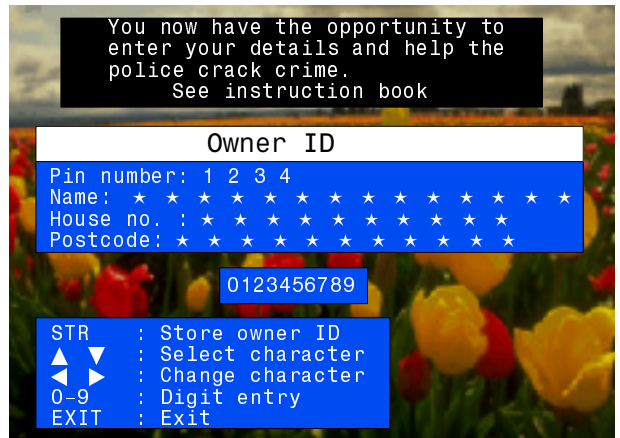 You now have the opportunity to
enter your details and help the
police crack crime.
See instruction book
Owner ID
Pin number: 1 2 3 4
Name: ★ ★ ★ ★ ★ ★ ★ ★ ★ ★ ★ ★ ★ ★
House no. : ★ ★ ★ ★ ★ ★ ★ ★ ★ ★ ★
Postcode: ★ ★ ★ ★ ★ ★ ★ ★ ★ ★ ★ ★
0123456789
STR : Store owner ID
▲ ▼ : Select character
◀ ▶ : Change character
0-9 : Digit entry
EXIT : Exit